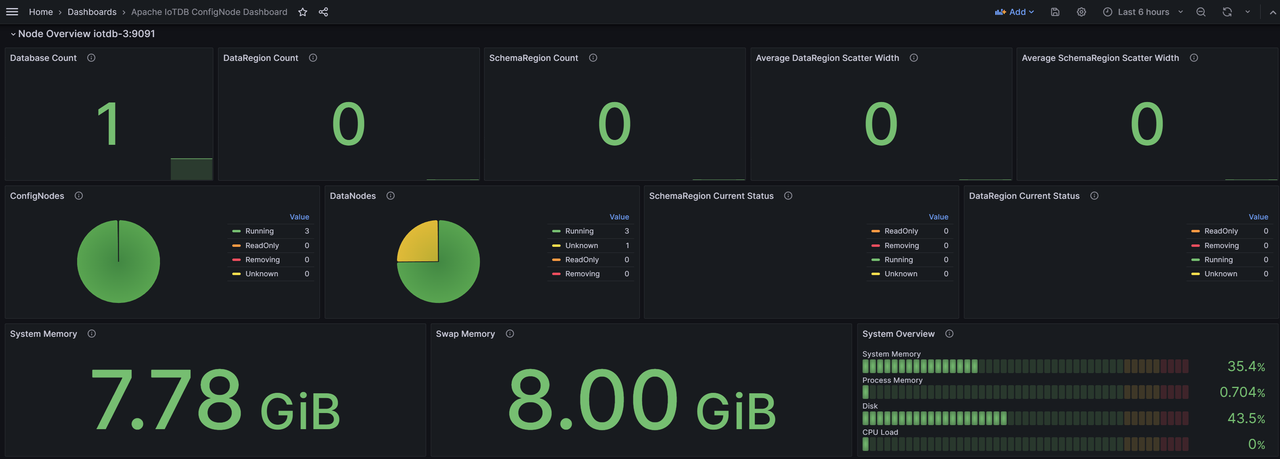 Home > Dashboards > Apache IoTDB ConfigNode Dashboard Add Last 6 hours
Node Overview iotdb-3:9091
Database Count DataRegion Count SchemaRegion Count Average DataRegion Scatter Width Average SchemaRegion Scatter Width
1 0 0 0 0
ConfigNodes
Value
Running 3
ReadOnly 0
Removing 0
Unknown 0
DataNodes
Value
Running 3
Unknown 1
ReadOnly 0
Removing 0
SchemaRegion Current Status
Value
ReadOnly 0
Removing 0
Running 0
Unknown 0
DataRegion Current Status
Value
ReadOnly 0
Removing 0
Running 0
Unknown 0
System Memory
7.78 GiB
Swap Memory
8.00 GiB
System Overview
System Memory
35.4%
Process Memory
0.704%
Disk
43.5%
CPU Load
0%